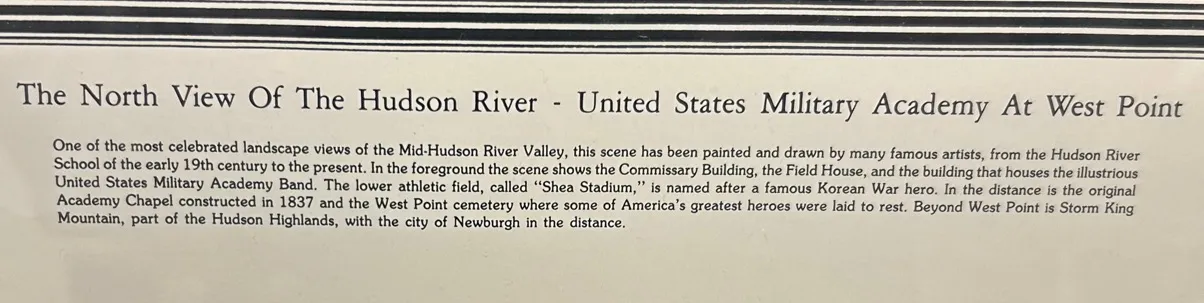 The North View Of The Hudson River - United States Military Academy At West Point
One of the most celebrated landscape views of the Mid-Hudson River Valley, this scene has been painted and drawn by many famous artists, from the Hudson River
School of the early 19th century to the present. In the foreground the scene shows the Commissary Building, the Field House, and the building that houses the illustrious
United States Military Academy Band. The lower athletic field, called “Shea Stadium,” is named after a famous Korean War hero. In the distance is the original
Academy Chapel constructed in 1837 and the West Point cemetery where some of America’s greatest heroes were laid to rest. Beyond West Point is Storm King
Mountain, part of the Hudson Highlands, with the city of Newburgh in the distance.